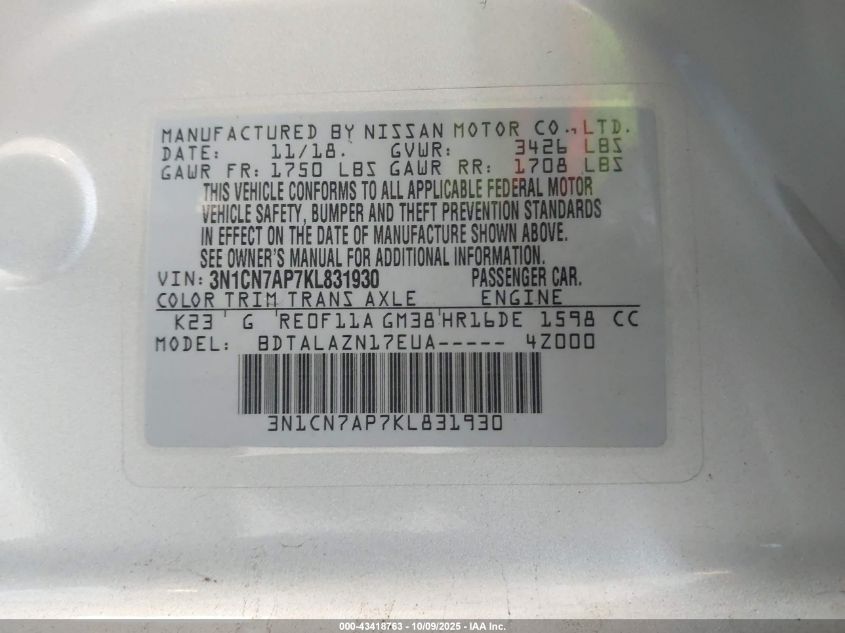 MANUFACTURED BY NISSAN MOTOR CO., LTD.
DATE: 11/18. GVWR: 3426 LBS
GAWR FR: 1750 LBS GAWR RR: 1708 LBS
THIS VEHICLE CONFORMS TO ALL APPLICABLE FEDERAL MOTOR
VEHICLE SAFETY, BUMPER AND THEFT PREVENTION STANDARDS
IN EFFECT ON THE DATE OF MANUFACTURE SHOWN ABOVE.
SEE OWNER'S MANUAL FOR ADDITIONAL INFORMATION.
VIN: 3N1CN7AP7KL831930 PASSENGER CAR.
COLOR TRIM TRANS AXLE ENGINE
K23 ' G RE0F11A GM38 ' HR16DE 1598 CC
MODEL: BDTALAZN17EUA----- 4Z000
3N1CN7AP7KL831930
000-43418763 - 10/09/2025 - IAA Inc.